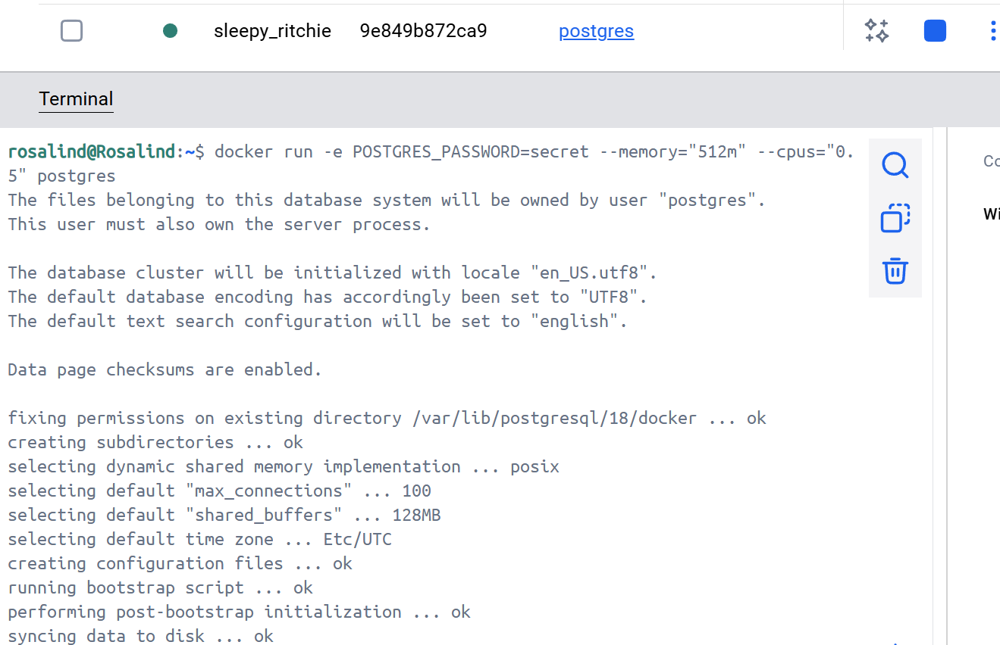 sleepy_ritchie 9e849b872ca9 postgres
Terminal
rosalind@Rosalind:~$ docker run -e POSTGRES_PASSWORD=secret --memory="512m" --cpus="0.
5" postgres
The files belonging to this database system will be owned by user "postgres".
This user must also own the server process.
The database cluster will be initialized with locale "en_US.utf8".
The default database encoding has accordingly been set to "UTF8".
The default text search configuration will be set to "english".
Data page checksums are enabled.
fixing permissions on existing directory /var/lib/postgresql/18/docker ... ok
creating subdirectories ... ok
selecting dynamic shared memory implementation ... posix
selecting default "max_connections" ... 100
selecting default "shared_buffers" ... 128MB
selecting default time zone ... Etc/UTC
creating configuration files ... ok
running bootstrap script ... ok
performing post-bootstrap initialization ... ok
syncing data to disk ... ok